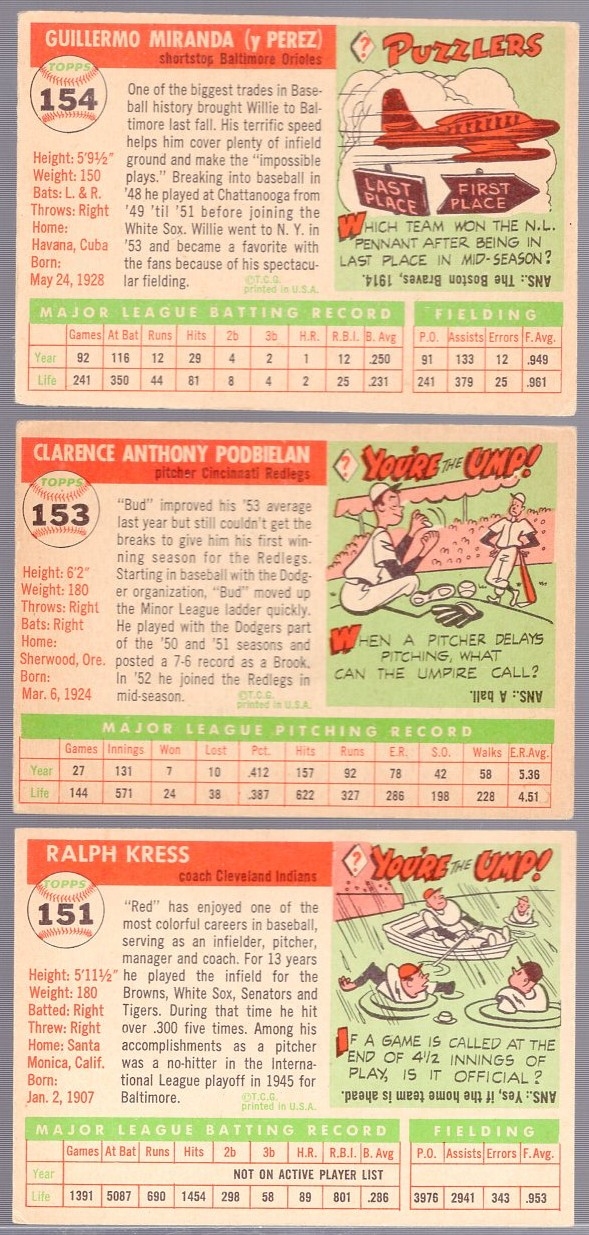 GUILLERMO MIRANDA (y PEREZ)
shortstop Baltimore Orioles
TOPPS
154
Height: 5'9½"
Weight: 150
Bats: L. & R.
Throws: Right
Home:
Havana, Cuba
Born:
May 24, 1928
One of the biggest trades in Base-
ball history brought Willie to Bal-
timore last fall. His terrific speed
helps him cover plenty of infield
ground and make the "impossible
plays." Breaking into baseball in
'48 he played at Chattanooga from
'49 'til '51 before joining the
White Sox. Willie went to N. Y. in
'53 and became a favorite with
the fans because of his spectacu-
lar fielding.
©T.C.G.
printed in U.S.A.
? PUZZLERS
LAST PLACE
FIRST PLACE
WHICH TEAM WON THE N.L.
PENNANT AFTER BEING IN
LAST PLACE IN MID-SEASON?
ANS.: The Boston Braves, 1914.
MAJOR LEAGUE BATTING RECORD FIELDING
Games At Bat Runs Hits 2b 3b H.R. R.B.I. B. Avg P.O. Assists Errors F.Avg.
Year 92 116 12 29 4 2 1 12 .250 91 133 12 .949
Life 241 350 44 81 8 4 2 25 .231 241 379 25 .961
CLARENCE ANTHONY PODBIELAN
pitcher Cincinnati Redlegs
TOPPS
153
Height: 6'2"
Weight: 180
Throws: Right
Bats: Right
Home:
Sherwood, Ore.
Born:
Mar. 6, 1924
"Bud" improved his '53 average
last year but still couldn't get the
breaks to give him his first win-
ning season for the Redlegs.
Starting in baseball with the Dodg-
er organization, "Bud" moved up
the Minor League ladder quickly.
He played with the Dodgers part
of the '50 and '51 seasons and
posted a 7-6 record as a Brook.
In '52 he joined the Redlegs in
mid-season.
©T.C.G.
printed in U.S.A.
? YOU'RE THE UMP!
WHEN A PITCHER DELAYS
PITCHING, WHAT
CAN THE UMPIRE CALL?
ANS.: A ball.
MAJOR LEAGUE PITCHING RECORD
Games Innings Won Lost Pct. Hits Runs E.R. S.O. Walks E.R.Avg.
Year 27 131 7 10 .412 157 92 78 42 58 5.36
Life 144 571 24 38 .387 622 327 286 198 228 4.51
RALPH KRESS
coach Cleveland Indians
TOPPS
151
Height: 5'11½"
Weight: 180
Batted: Right
Threw: Right
Home: Santa
Monica, Calif.
Born:
Jan. 2, 1907
"Red" has enjoyed one of the
most colorful careers in baseball,
serving as an infielder, pitcher,
manager and coach. For 13 years
he played the infield for the
Browns, White Sox, Senators and
Tigers. During that time he hit
over .300 five times. Among his
accomplishments as a pitcher
was a no-hitter in the Interna-
tional League playoff in 1945 for
Baltimore.
©T.C.G.
printed in U.S.A.
? YOU'RE THE UMP!
IF A GAME IS CALLED AT THE
END OF 4½ INNINGS OF
PLAY, IS IT OFFICIAL?
ANS.: Yes, if the home team is ahead.
MAJOR LEAGUE BATTING RECORD FIELDING
Games At Bat Runs Hits 2b 3b H.R. R.B.I. B. Avg P.O. Assists Errors F.Avg.
Year NOT ON ACTIVE PLAYER LIST
Life 1391 5087 690 1454 298 58 89 801 .286 3976 2941 343 .953